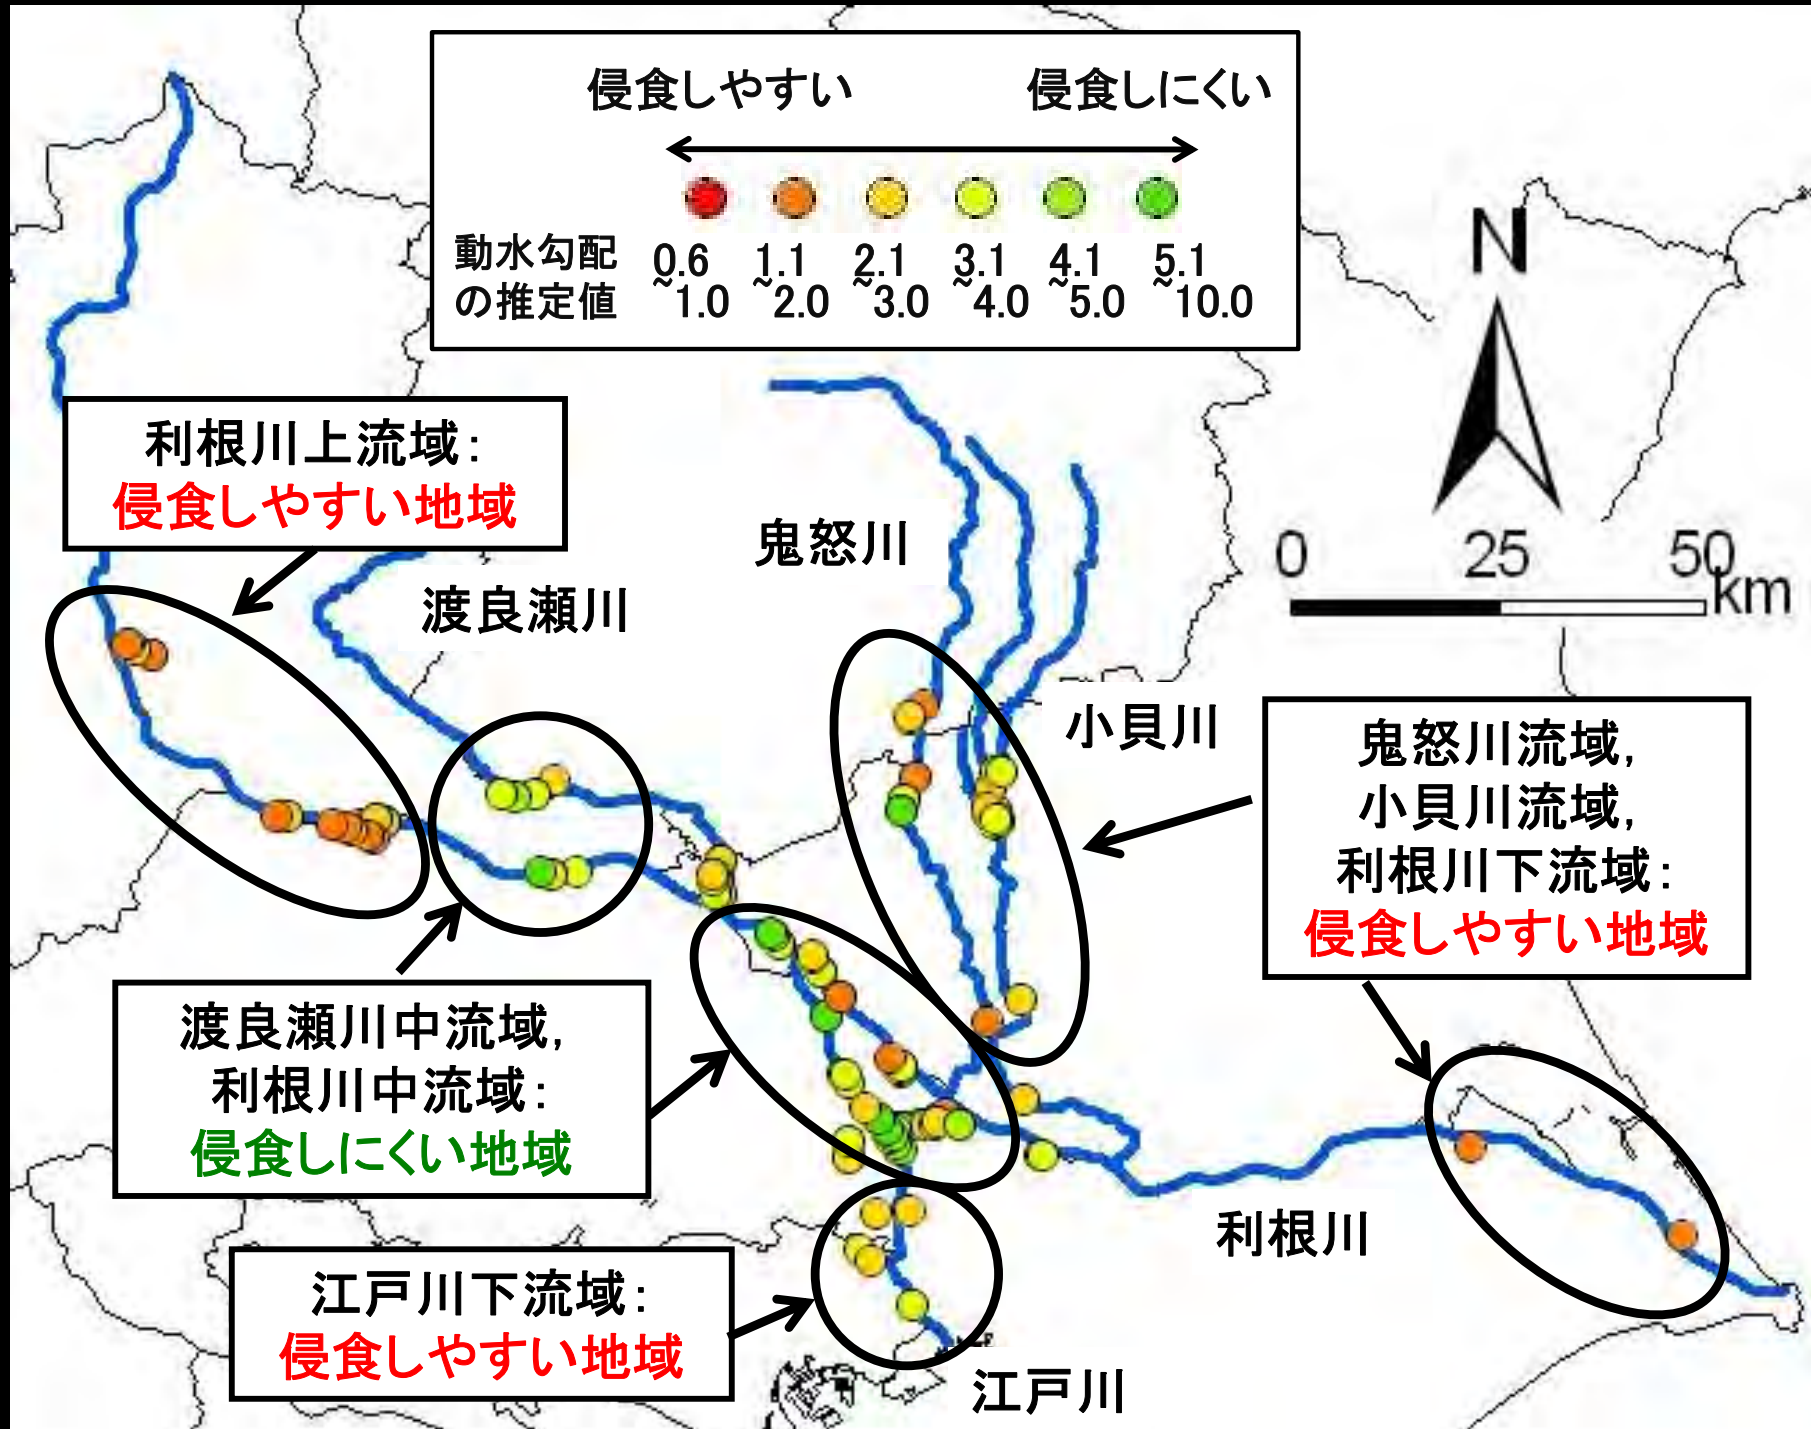 侵食しやすい 侵食しにくい
動水勾配 0.6 1.1 2.1 3.1 4.1 5.1
の推定値 ~1.0 ~2.0 ~3.0 ~4.0 ~5.0 ~10.0
N
0 25 50
km
利根川上流域：
侵食しやすい地域
鬼怒川
渡良瀬川
小貝川
鬼怒川流域，
小貝川流域，
利根川下流域：
侵食しやすい地域
渡良瀬川中流域，
利根川中流域：
侵食しにくい地域
利根川
江戸川下流域：
侵食しやすい地域
江戸川